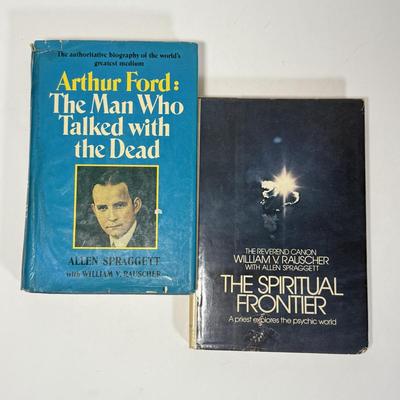 The authoritative biography of the world's
greatest medium
Arthur Ford:
The Man Who
Talked with
the Dead
ALLEN SPRAGGETT
with WILLIAM V. RAUSCHER
THE REVEREND CANON
WILLIAM V. RAUSCHER
WITH ALLEN SPRAGGETT
THE SPIRITUAL
FRONTIER
A priest explores the psychic world